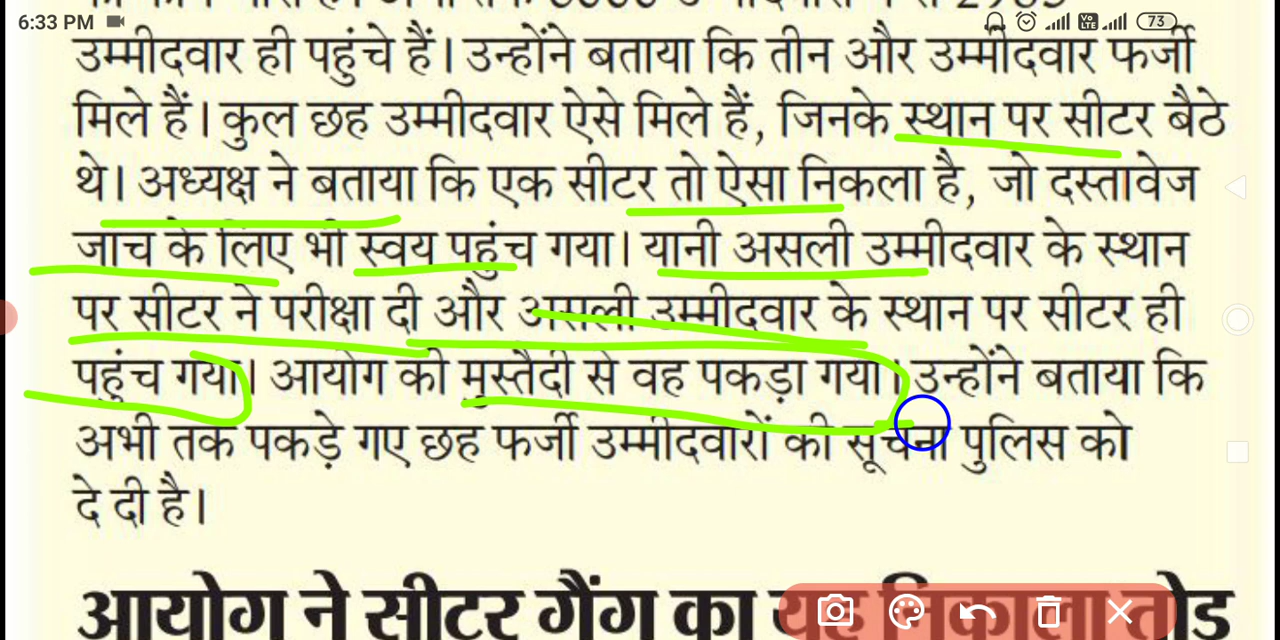 6:33 PM
73
उम्मीदवार ही पहुंचे हैं। उन्होंने बताया कि तीन और उम्मीदवार फर्जी
मिले हैं। कुल छह उम्मीदवार ऐसे मिले हैं, जिनके स्थान पर सीटर बैठे
थे। अध्यक्ष ने बताया कि एक सीटर तो ऐसा निकला है, जो दस्तावेज
जांच के लिए भी स्वयं पहुंच गया। यानी असली उम्मीदवार के स्थान
पर सीटर ने परीक्षा दी और असली उम्मीदवार के स्थान पर सीटर ही
पहुंच गया। आयोग की मुस्तैदी से वह पकड़ा गया। उन्होंने बताया कि
अभी तक पकड़े गए छह फर्जी उम्मीदवारों की सूचना पुलिस को
दे दी है।
आयोग ने सीटर गैंग का यह निकाला तोड़